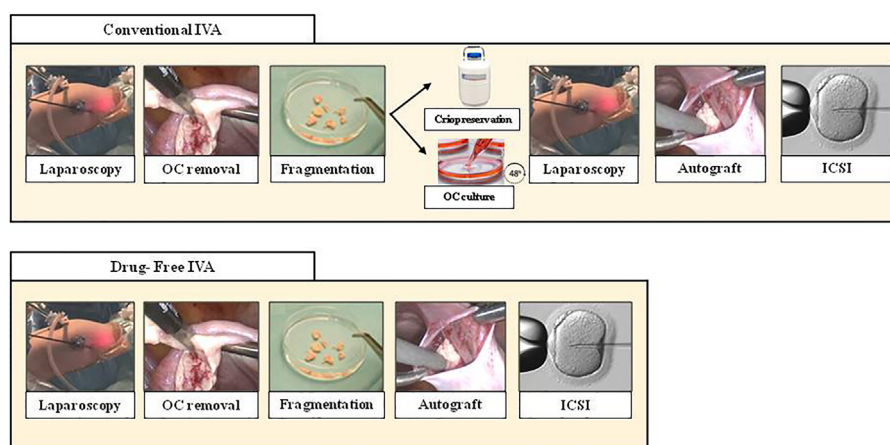 Conventional IVA
Criopreservation
Laparoscopy
OC removal
Fragmentation
48h
OC culture
Laparoscopy
Autograft
ICSI
Drug- Free IVA
Laparoscopy
OC removal
Fragmentation
Autograft
ICSI